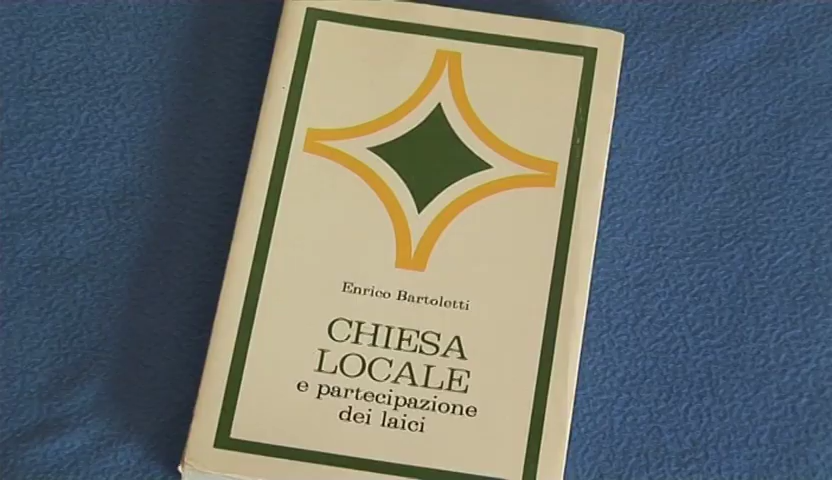 Enrico Bartoletti
CHIESA
LOCALE
e partecipazione
dei laici